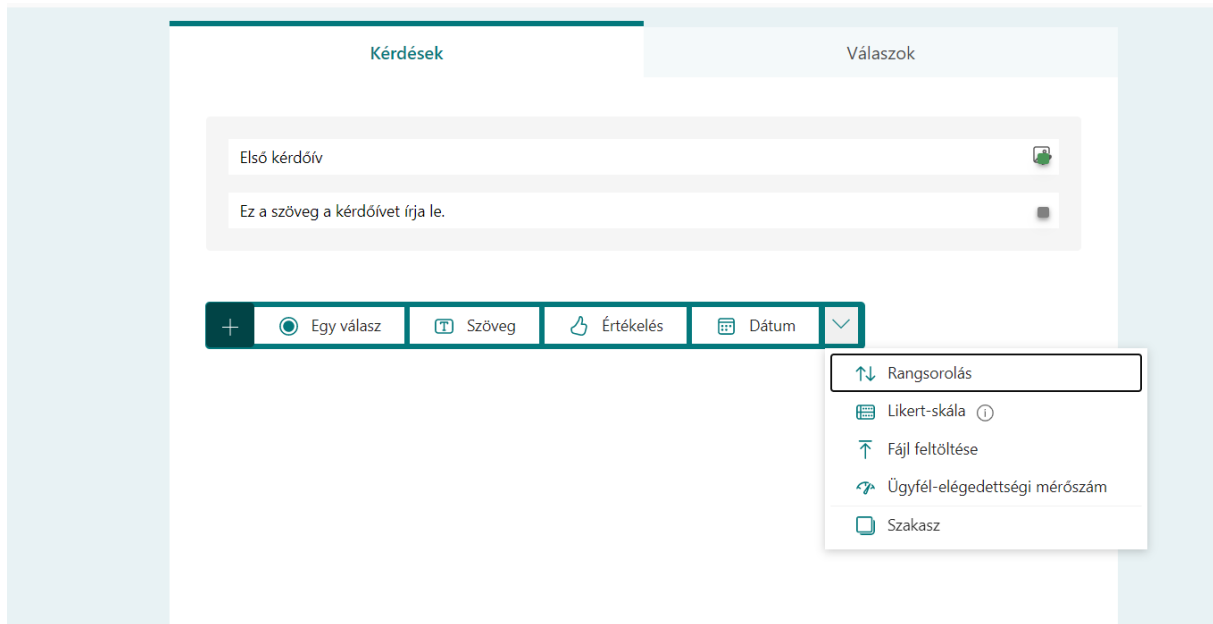 Kérdések
Válaszok
Első kérdőív
Ez a szöveg a kérdőívet írja le.
Egy válasz
Szöveg
Értékelés
Dátum
Rangsorolás
Likert-skála
Fájl feltöltése
Ügyfél-elégedettségi mérőszám
Szakasz